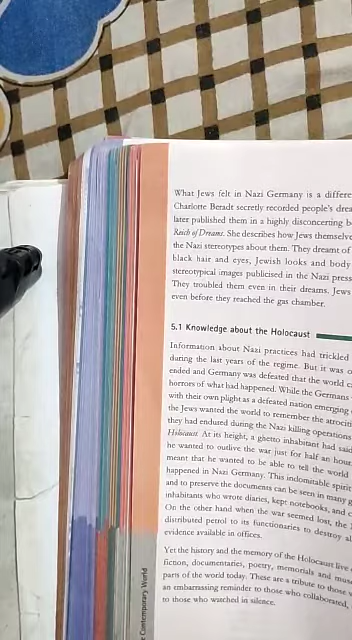 What Jews felt in Nazi Germany is a differe
Charlotte Beradt secretly recorded people's drea
later published them in a highly disconcerting b
Reich of Dreams. She describes how Jews themselve
the Nazi stereotypes about them. They dreamt of
black hair and eyes, Jewish looks and body
stereotypical images publicised in the Nazi press
They troubled them even in their dreams. Jews
even before they reached the gas chamber.
5.1 Knowledge about the Holocaust
Information about Nazi practices had trickled
during the last years of the regime. But it was o
ended and Germany was defeated that the world c
horrors of what had happened. While the Germans
with their own plight as a defeated nation emerging
the Jews wanted the world to remember the atrociti
they had endured during the Nazi killing operations
Holocaust. At its height, a ghetto inhabitant had said
he wanted to outlive the war just for half an hour
meant that he wanted to be able to tell the world
happened in Nazi Germany. This indomitable spirit
and to preserve the documents can be seen in many g
inhabitants who wrote diaries, kept notebooks, and
On the other hand when the war seemed lost, the
distributed petrol to its functionaries to destroy al
evidence available in offices.
Yet the history and the memory of the Holocaust live
fiction, documentaries, poetry, memorials and mus
parts of the world today. These are a tribute to those w
an embarrassing reminder to those who collaborated,
to those who watched in silence.
e Contemporary World